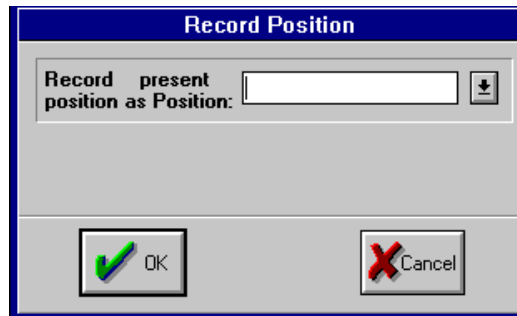 Record Position
Record present
position as Position:
OK
Cancel